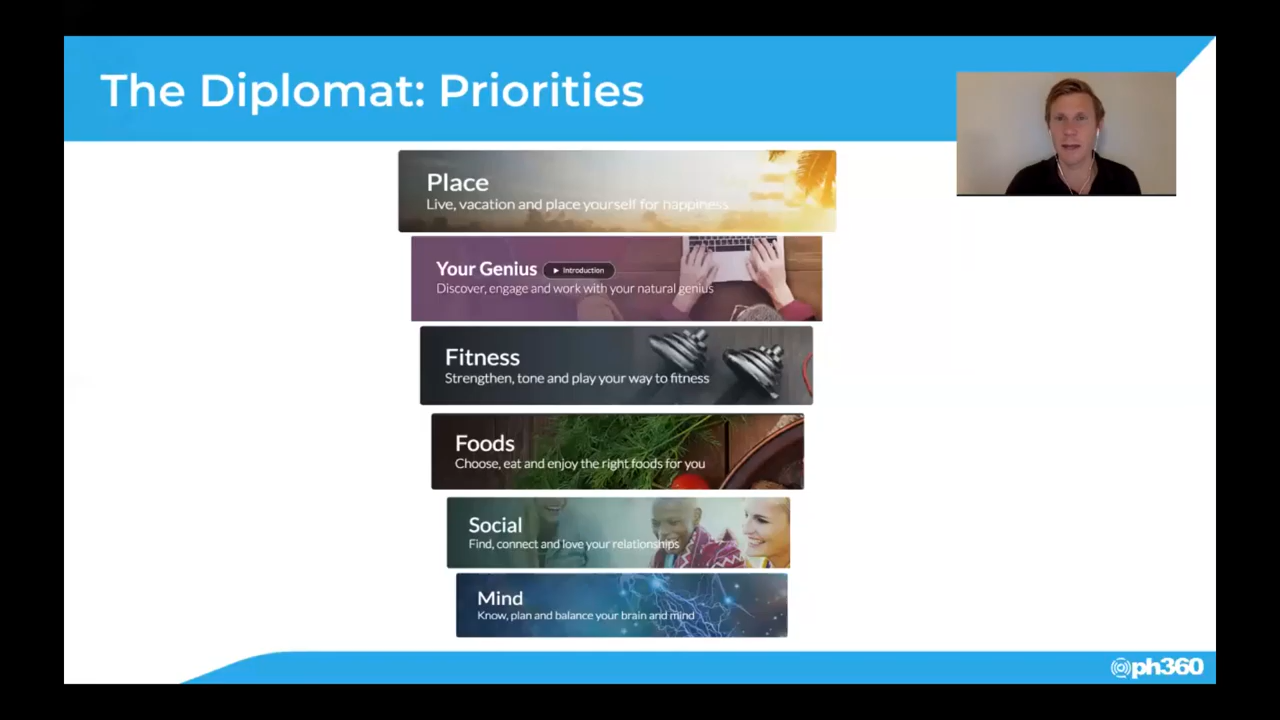 The Diplomat: Priorities
Place
Live, vacation and place yourself for happiness
Your Genius Introduction
Discover, engage and work with your natural genius
Fitness
Strengthen, tone and play your way to fitness
Foods
Choose, eat and enjoy the right foods for you
Social
Find, connect and love your relationships
Mind
Know, plan and balance your brain and mind
ph360